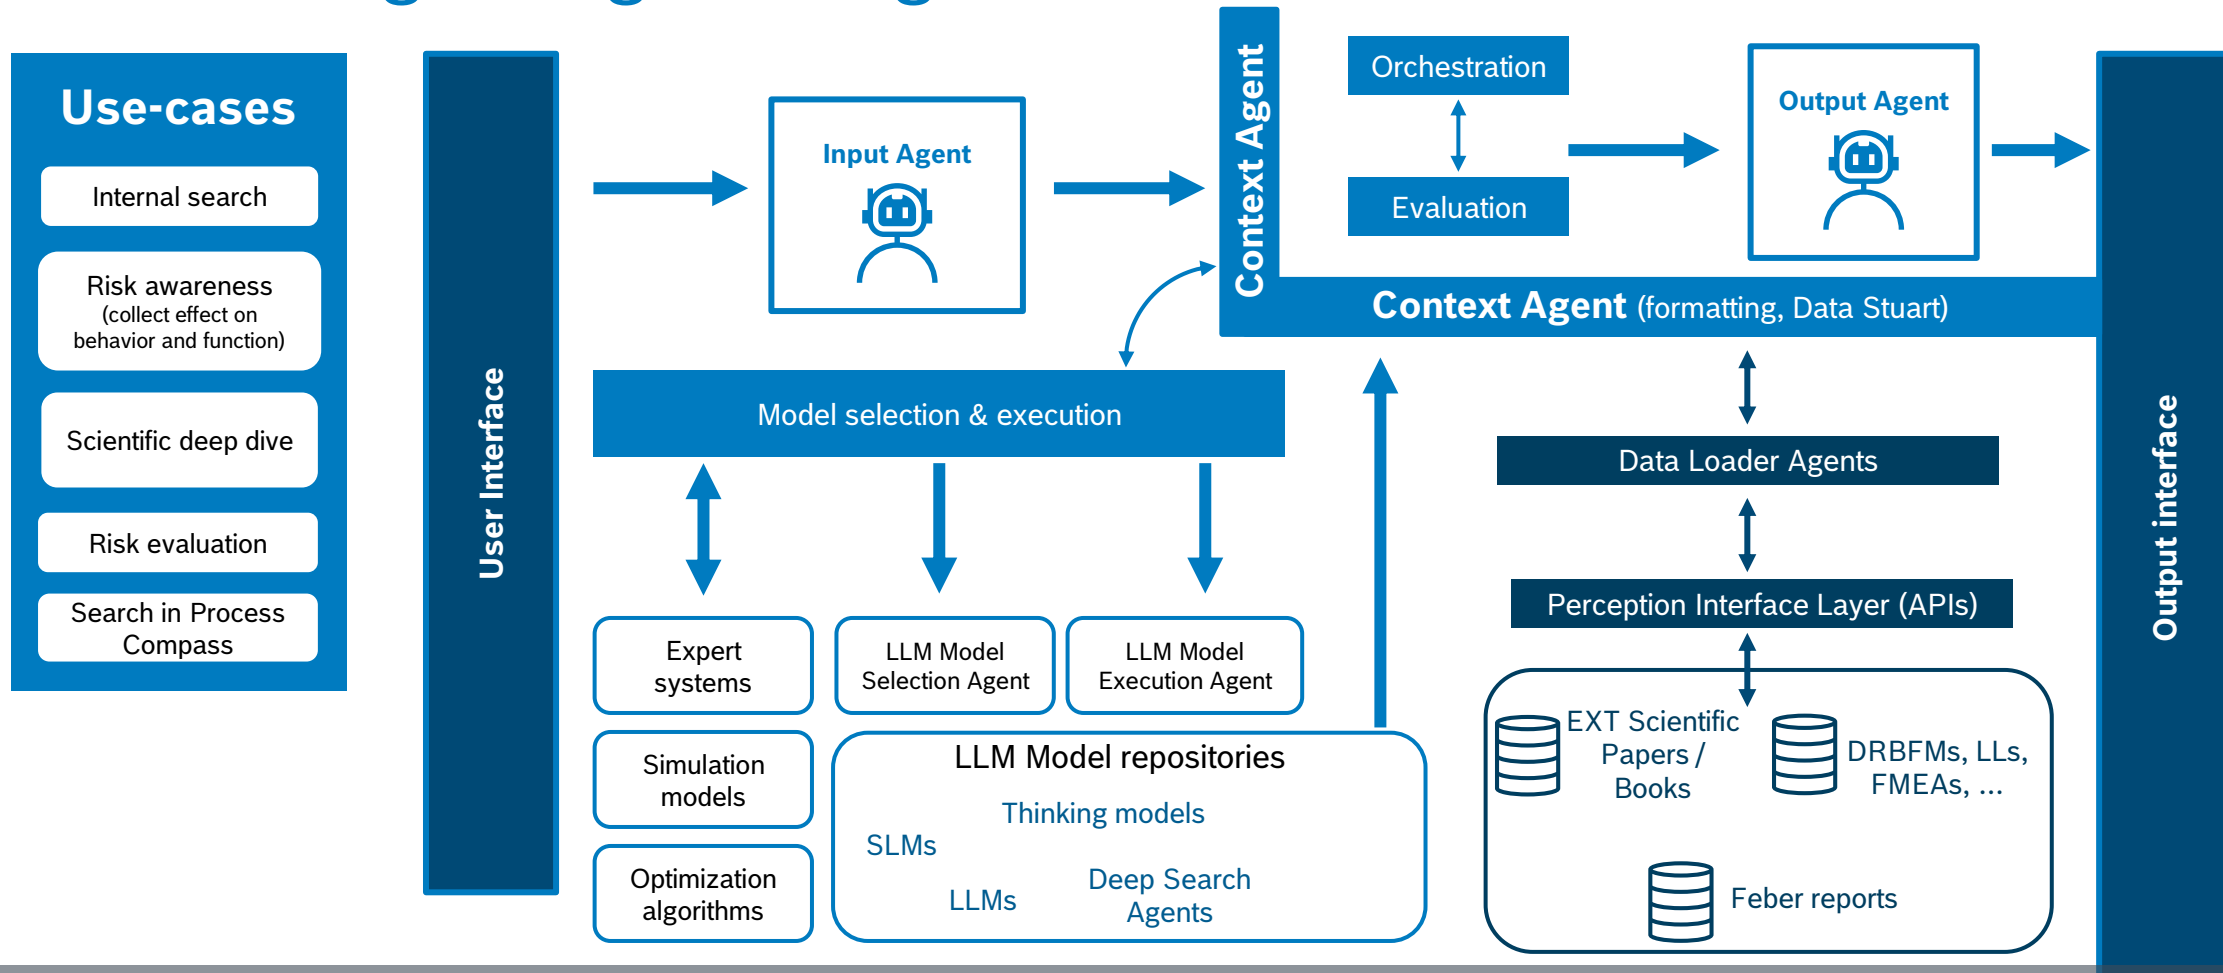 Use-cases
Internal search
Risk awareness
(collect effect on
behavior and function)
Scientific deep dive
Risk evaluation
Search in Process
Compass
User Interface
Input Agent
Context Agent
Orchestration
Evaluation
Output Agent
Context Agent (formatting, Data Stuart)
Model selection & execution
Expert
systems
LLM Model
Selection Agent
LLM Model
Execution Agent
Simulation
models
Optimization
algorithms
LLM Model repositories
Thinking models
SLMs
LLMs
Deep Search
Agents
Data Loader Agents
Perception Interface Layer (APIs)
EXT Scientific
Papers /
Books
DRBFMs, LLs,
FMEAs, ...
Feber reports
Output interface